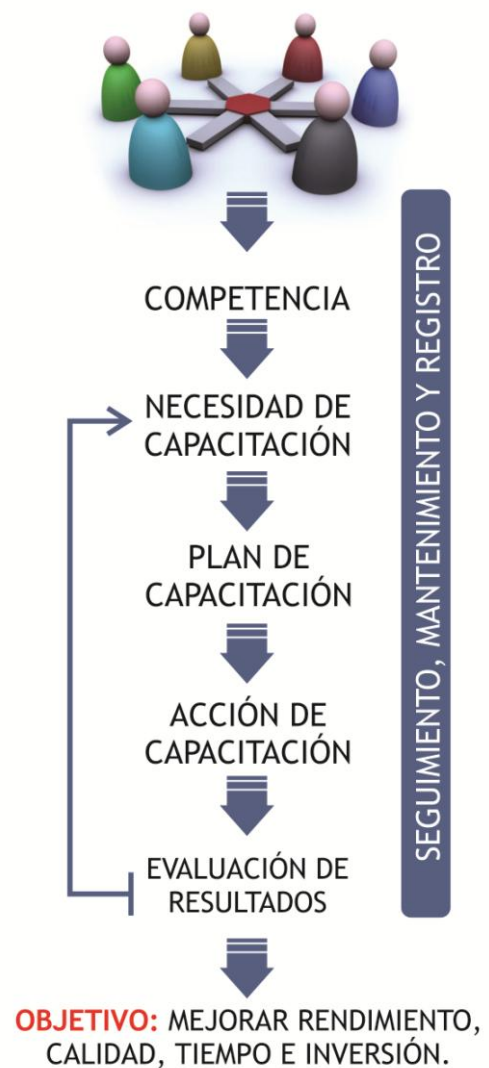 COMPETENCIA
NECESIDAD DE
CAPACITACIÓN
PLAN DE
CAPACITACIÓN
ACCIÓN DE
CAPACITACIÓN
EVALUACIÓN DE
RESULTADOS
OBJETIVO: MEJORAR RENDIMIENTO,
CALIDAD, TIEMPO E INVERSIÓN.
SEGUIMIENTO, MANTENIMIENTO Y REGISTRO